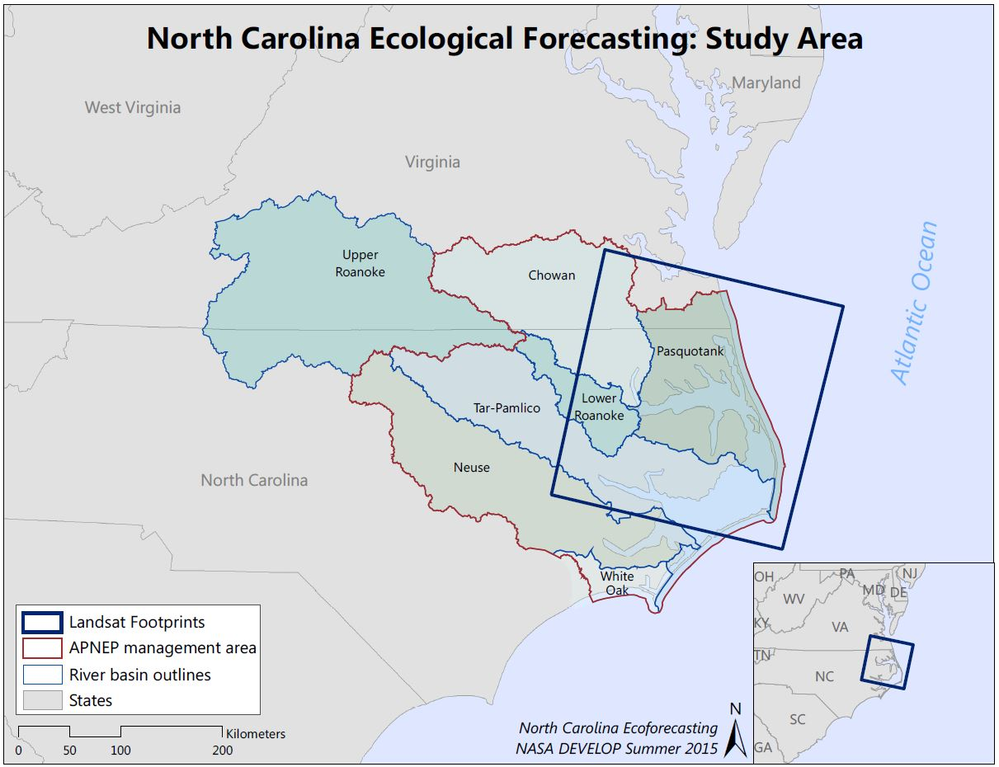 North Carolina Ecological Forecasting: Study Area
Maryland
West Virginia
Virginia
Upper
Roanoke
Chowan
Atlantic Ocean
Pasquotank
Lower
Roanoke
Tar-Pamlico
Neuse
North Carolina
White
Oak
Landsat Footprints
APNEP management area
River basin outlines
States
Kilometers
0 50 100 200
North Carolina Ecoforecasting
NASA DEVELOP Summer 2015
N
OH
PA
NJ
MD
DE
WV
KY
VA
TN
NC
SC
GA